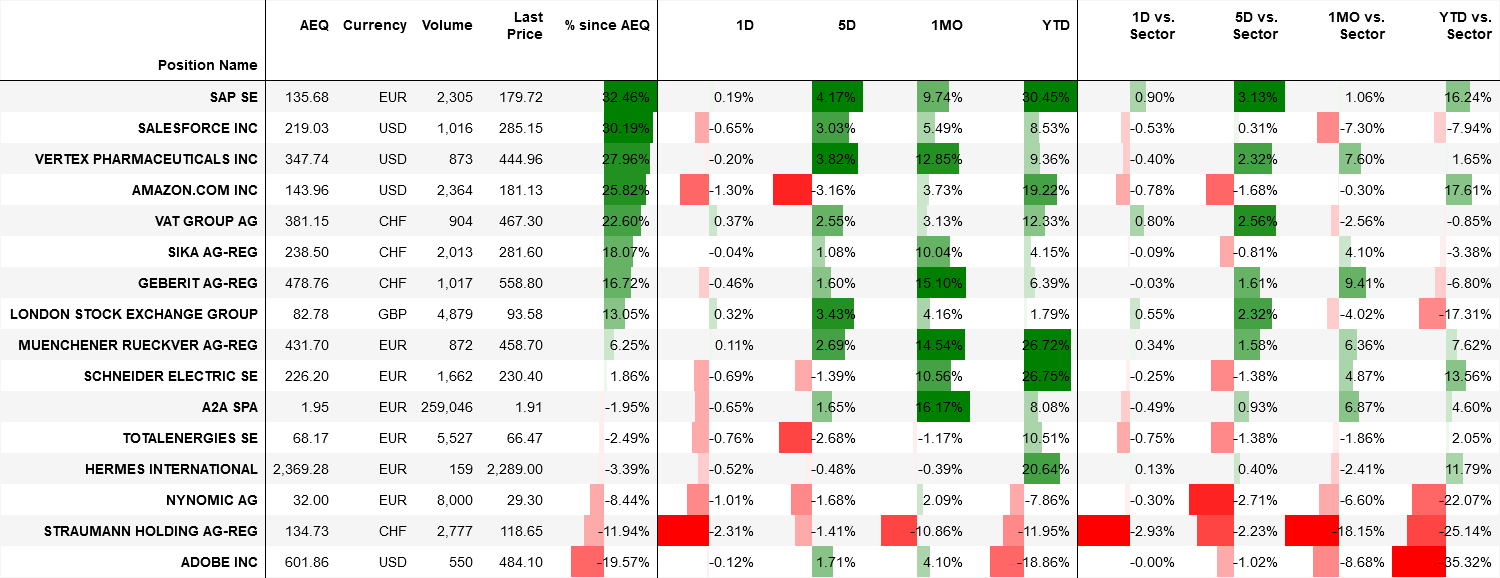 Position Name AEQ Currency Volume Last Price % since AEQ 1D 5D 1MO YTD 1D vs. Sector 5D vs. Sector 1MO vs. Sector YTD vs. Sector
SAP SE 135.68 EUR 2,305 179.72 32.46% 0.19% 4.17% 9.74% 30.45% 0.90% 3.13% 1.06% 16.24%
SALESFORCE INC 219.03 USD 1,016 285.15 30.19% -0.65% 3.03% 5.49% 8.53% -0.53% 0.31% -7.30% -7.94%
VERTEX PHARMACEUTICALS INC 347.74 USD 873 444.96 27.96% -0.20% 3.82% 12.85% 9.36% -0.40% 2.32% 7.60% 1.65%
AMAZON.COM INC 143.96 USD 2,364 181.13 25.82% -1.30% -3.16% 3.73% 19.22% -0.78% -1.68% -0.30% 17.61%
VAT GROUP AG 381.15 CHF 904 467.30 22.60% 0.37% 2.55% 3.13% 12.33% 0.80% 2.56% -2.56% -0.85%
SIKA AG-REG 238.50 CHF 2,013 281.60 18.07% -0.04% 1.08% 10.04% 4.15% -0.09% -0.81% 4.10% -3.38%
GEBERIT AG-REG 478.76 CHF 1,017 558.80 16.72% -0.46% 1.60% 15.10% 6.39% -0.03% 1.61% 9.41% -6.80%
LONDON STOCK EXCHANGE GROUP 82.78 GBP 4,879 93.58 13.05% 0.32% 3.43% 4.16% 1.79% 0.55% 2.32% -4.02% -17.31%
MUENCHENER RUECKVER AG-REG 431.70 EUR 872 458.70 6.25% 0.11% 2.69% 14.54% 26.72% 0.34% 1.58% 6.36% 7.62%
SCHNEIDER ELECTRIC SE 226.20 EUR 1,662 230.40 1.86% -0.69% -1.39% 10.56% 26.75% -0.25% -1.38% 4.87% 13.56%
A2A SPA 1.95 EUR 259,046 1.91 -1.95% -0.65% 1.65% 16.17% 8.08% -0.49% 0.93% 6.87% 4.60%
TOTALENERGIES SE 68.17 EUR 5,527 66.47 -2.49% -0.76% -2.68% -1.17% 10.51% -0.75% -1.38% -1.86% 2.05%
HERMES INTERNATIONAL 2,369.28 EUR 159 2,289.00 -3.39% -0.52% -0.48% -0.39% 20.64% 0.13% 0.40% -2.41% 11.79%
NYNOMIC AG 32.00 EUR 8,000 29.30 -8.44% -1.01% -1.68% 2.09% -7.86% -0.30% -2.71% -6.60% -22.07%
STRAUMANN HOLDING AG-REG 134.73 CHF 2,777 118.65 -11.94% -2.31% -1.41% -10.86% -11.95% -2.93% -2.23% -18.15% -25.14%
ADOBE INC 601.86 USD 550 484.10 -19.57% -0.12% 1.71% 4.10% -18.86% -0.00% -1.02% -8.68% -35.32%